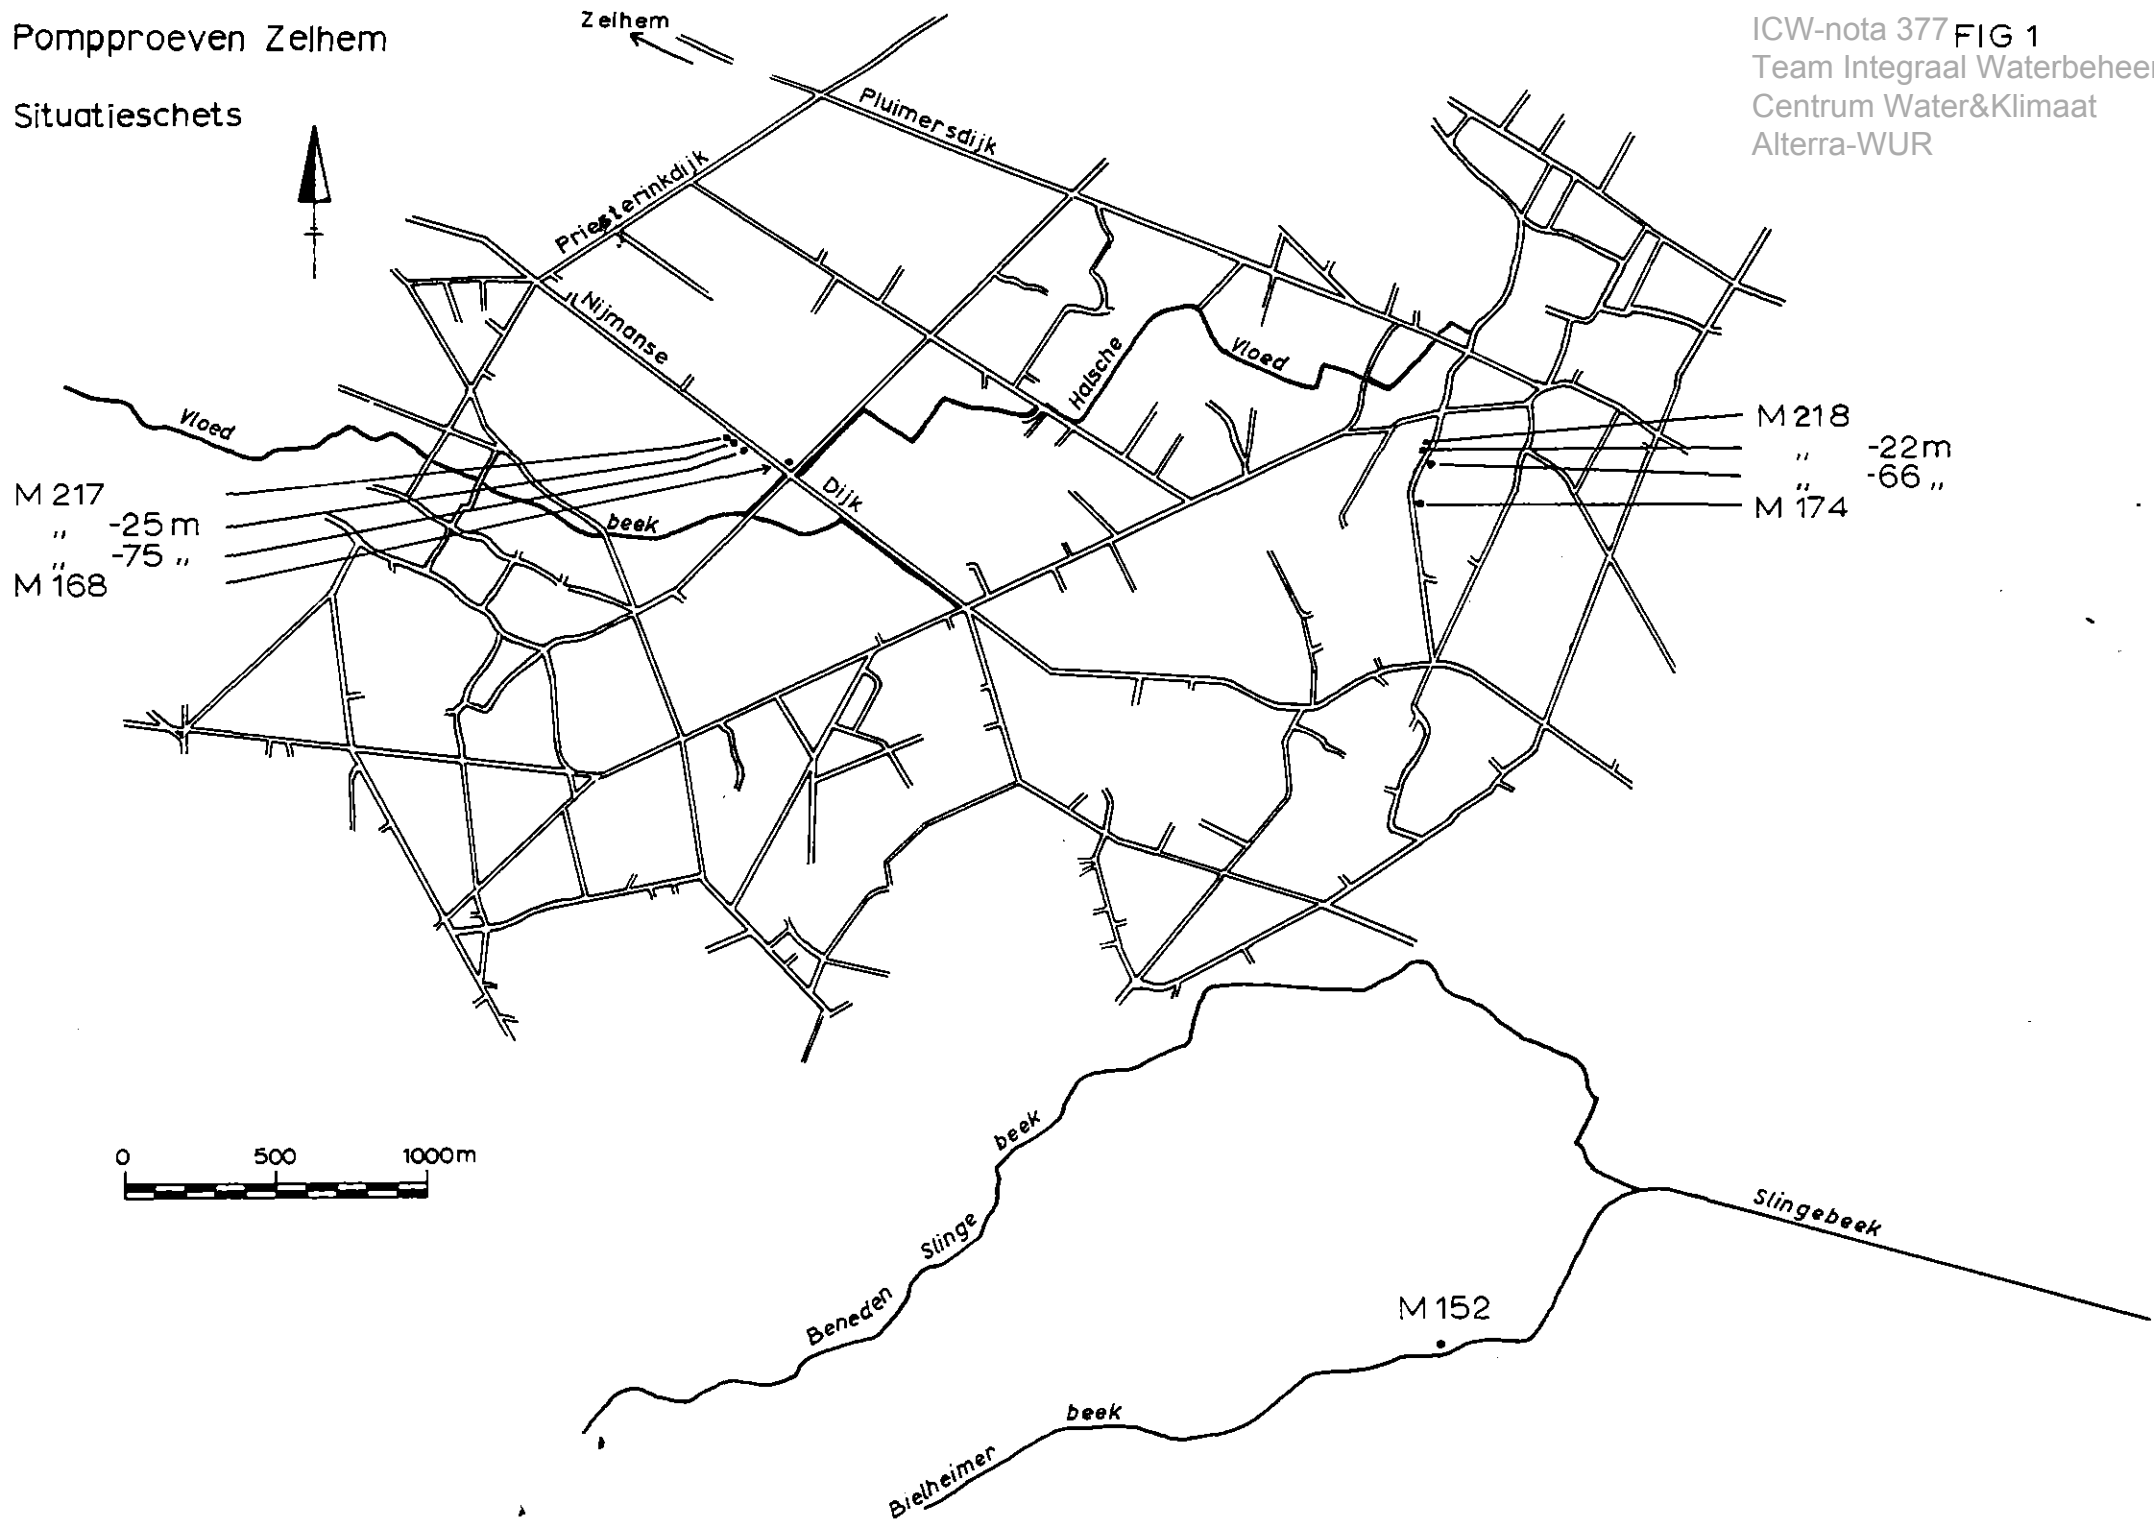 Pompproeven Zelhem
Situatieschets
Zelhem
ICW-nota 377 FIG 1
Team Integraal Waterbeheer
Centrum Water&Klimaat
Alterra-WUR
Pluimersdijk
Priesterinkdijk
Nijmanse
Dijk
Halsche
Vloed
Vloed
beek
M 217
„ -25 m
„ -75 „
M 168
M 218
„ -22 m
„ -66 „
M 174
0 500 1000 m
beek
Slinge
Beneden
Slingebeek
M 152
beek
Bielheimer